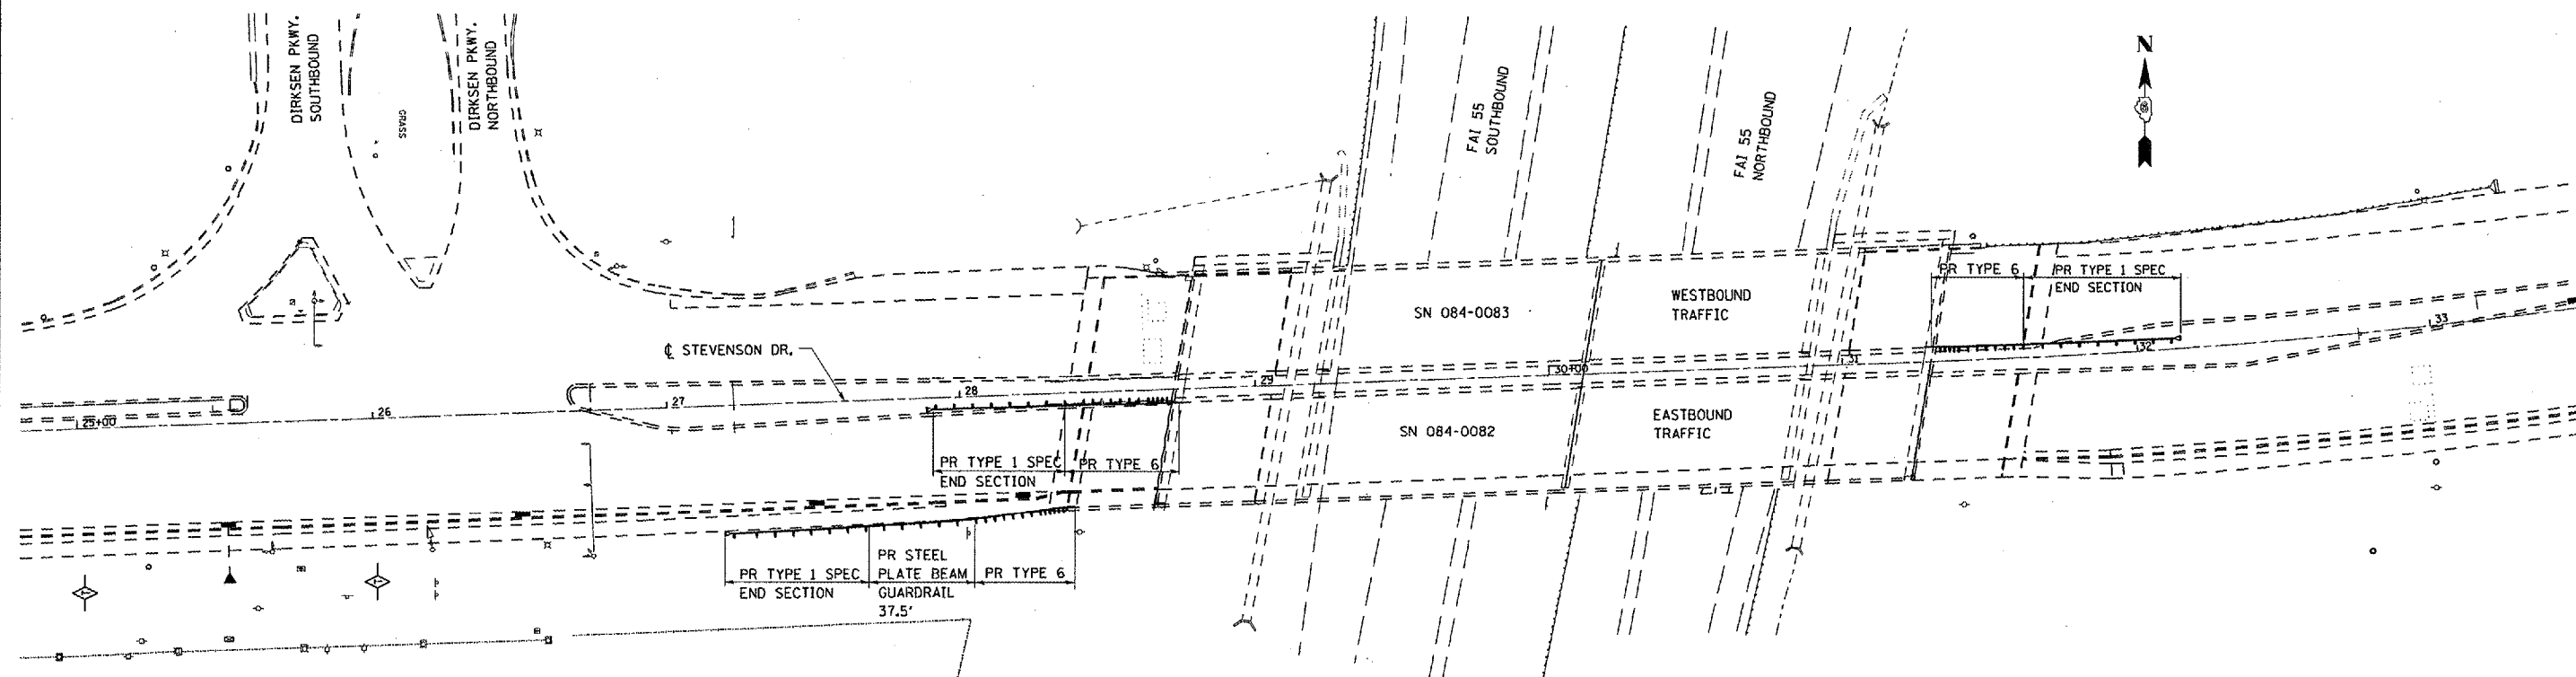 DIRKSEN PKWY.
SOUTHBOUND
GRASS
DIRKSEN PKWY.
NORTHBOUND
FAI 55
SOUTHBOUND
FAI 55
NORTHBOUND
N
PR TYPE 6
PR TYPE 1 SPEC
END SECTION
SN 084-0083
WESTBOUND
TRAFFIC
℄ STEVENSON DR.
25+00
26
27
28
29
30+00
31
32
33
SN 084-0082
EASTBOUND
TRAFFIC
PR TYPE 1 SPEC
END SECTION
PR TYPE 6
PR TYPE 1 SPEC
END SECTION
PR STEEL
PLATE BEAM
GUARDRAIL
37.5'
PR TYPE 6